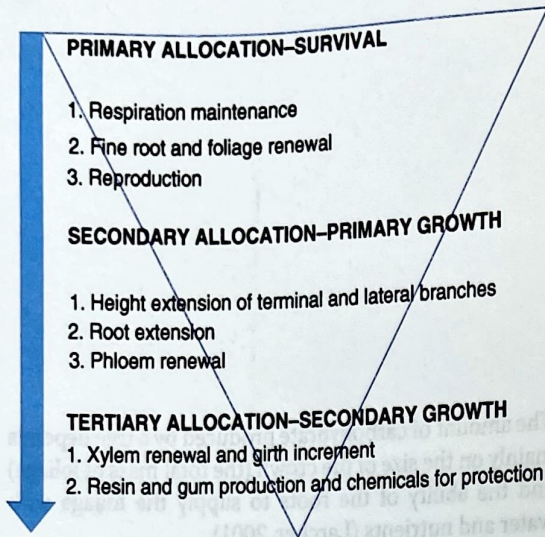 PRIMARY ALLOCATION–SURVIVAL
1. Respiration maintenance
2. Fine root and foliage renewal
3. Reproduction
SECONDARY ALLOCATION–PRIMARY GROWTH
1. Height extension of terminal and lateral branches
2. Root extension
3. Phloem renewal
TERTIARY ALLOCATION–SECONDARY GROWTH
1. Xylem renewal and girth increment
2. Resin and gum production and chemicals for protection